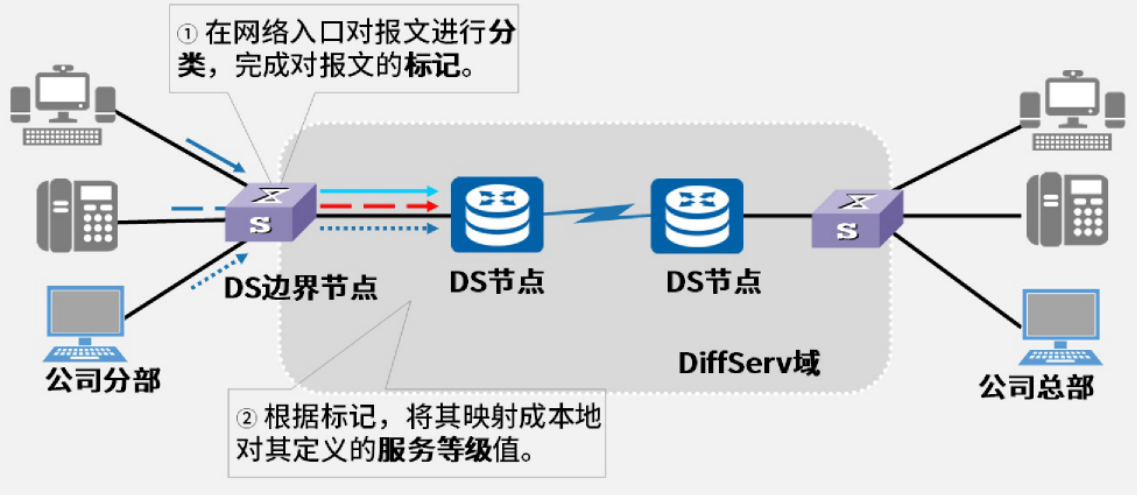 ① 在网络入口对报文进行分
类，完成对报文的标记。
S
S
DS边界节点
DS节点
DS节点
DiffServ域
公司分部
公司总部
② 根据标记，将其映射成本地
对其定义的服务等级值。